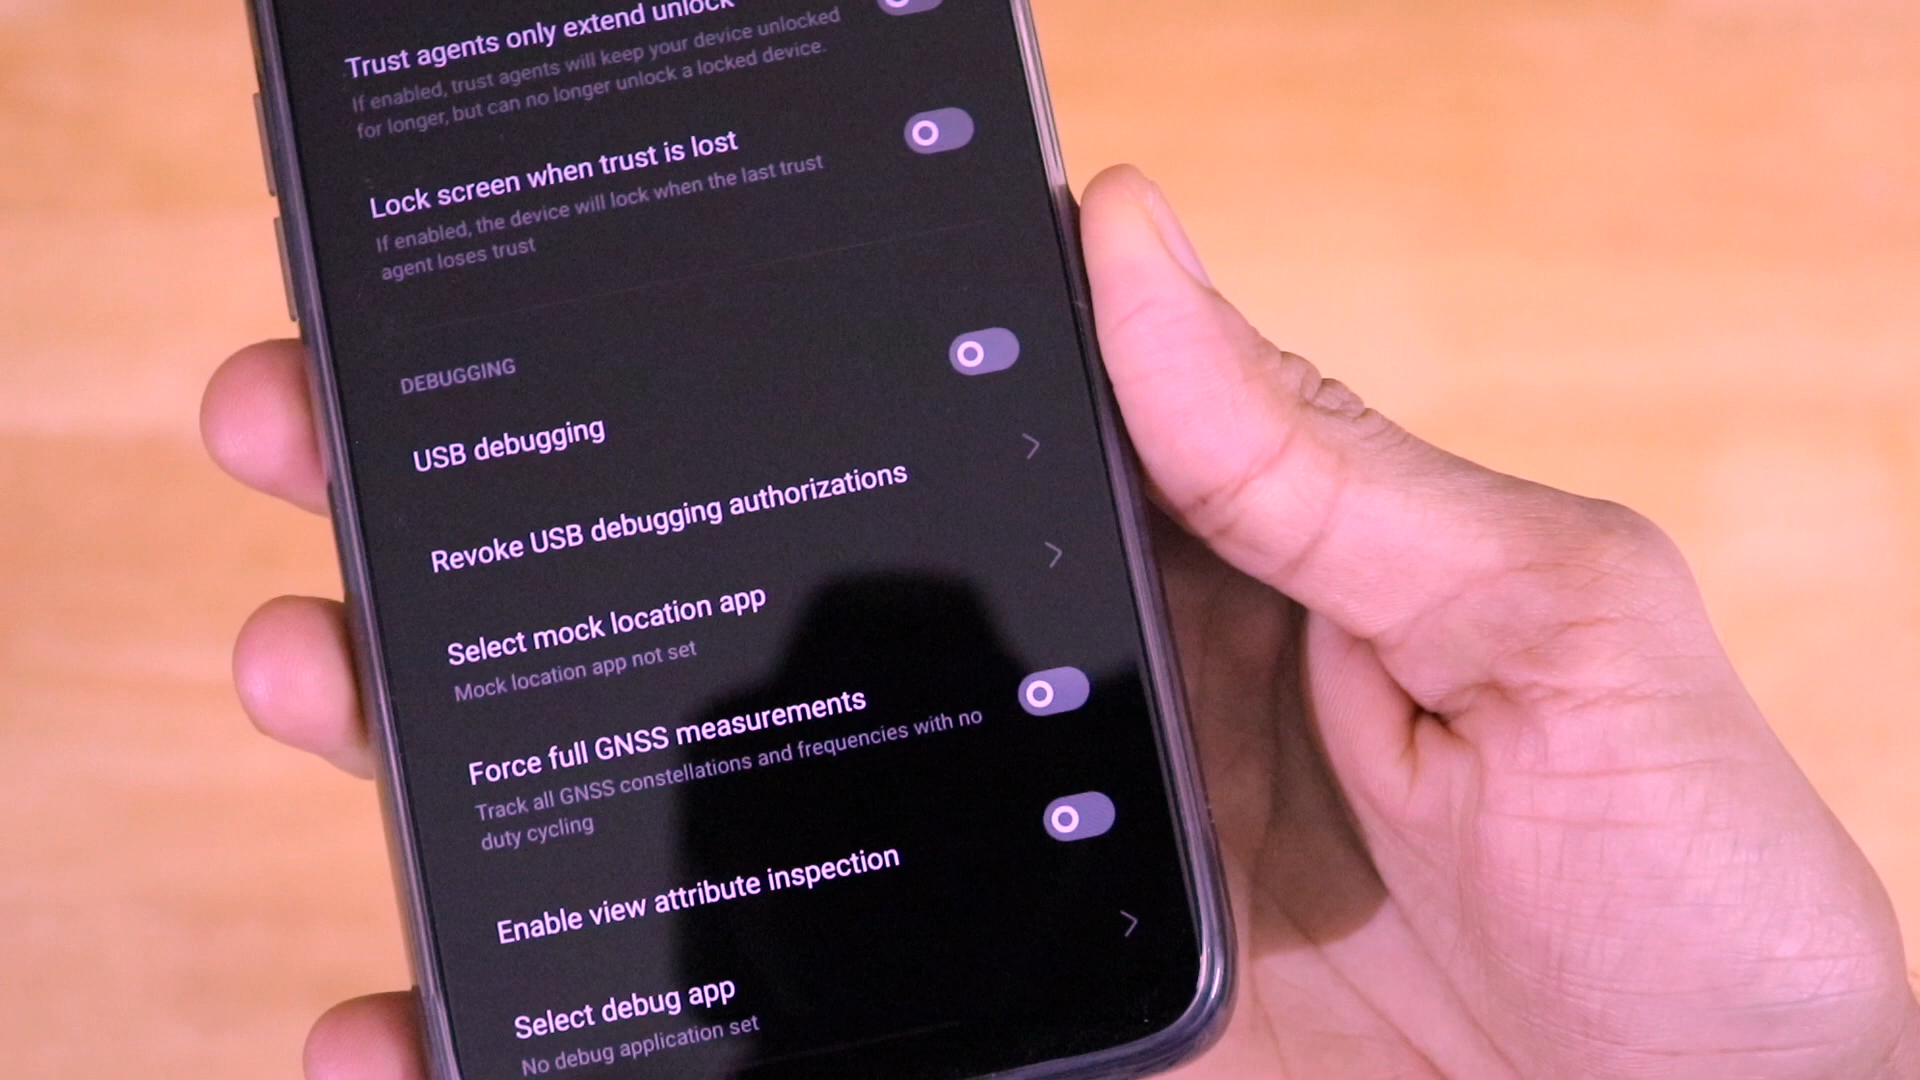 Trust agents only extend unlock
If enabled, trust agents will keep your device unlocked
for longer, but can no longer unlock a locked device.
Lock screen when trust is lost
If enabled, the device will lock when the last trust
agent loses trust
DEBUGGING
USB debugging
Revoke USB debugging authorizations
Select mock location app
Mock location app not set
Force full GNSS measurements
Track all GNSS constellations and frequencies with no
duty cycling
Enable view attribute inspection
Select debug app
No debug application set